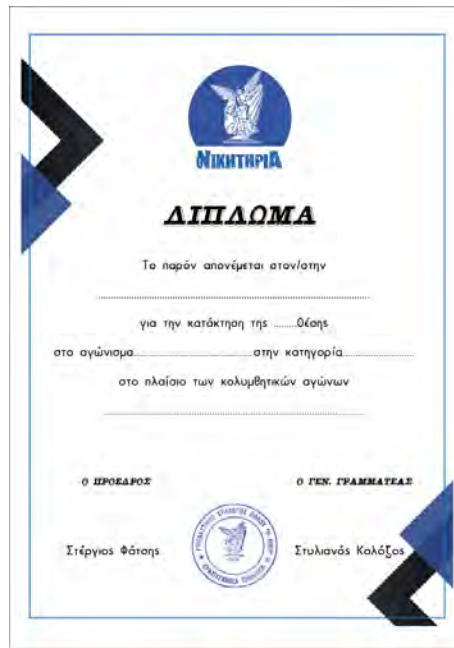 ΝΙΚΗΤΗΡΙΑ
ΔΙΠΛΩΜΑ
Το παρόν απονέμεται στον/στην
για την κατάκτηση της ........θέσης
στο αγώνισμα..............................στην κατηγορία..................
στο πλαίσιο των κολυμβητικών αγώνων
Ο ΠΡΟΕΔΡΟΣ Ο ΓΕΝ. ΓΡΑΜΜΑΤΕΑΣ
Στέργιος Φάτσης Στυλιανός Καλόζος